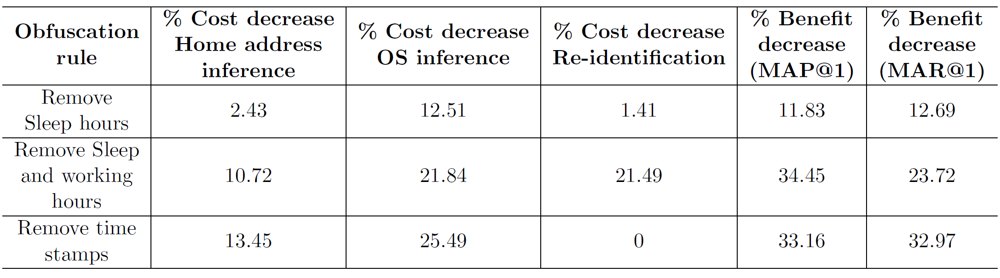 Obfuscation
rule
% Cost decrease
Home address
inference
% Cost decrease
OS inference
% Cost decrease
Re-identification
% Benefit
decrease
(MAP@1)
% Benefit
decrease
(MAR@1)
Remove
Sleep hours
2.43
12.51
1.41
11.83
12.69
Remove Sleep
and working
hours
10.72
21.84
21.49
34.45
23.72
Remove time
stamps
13.45
25.49
0
33.16
32.97